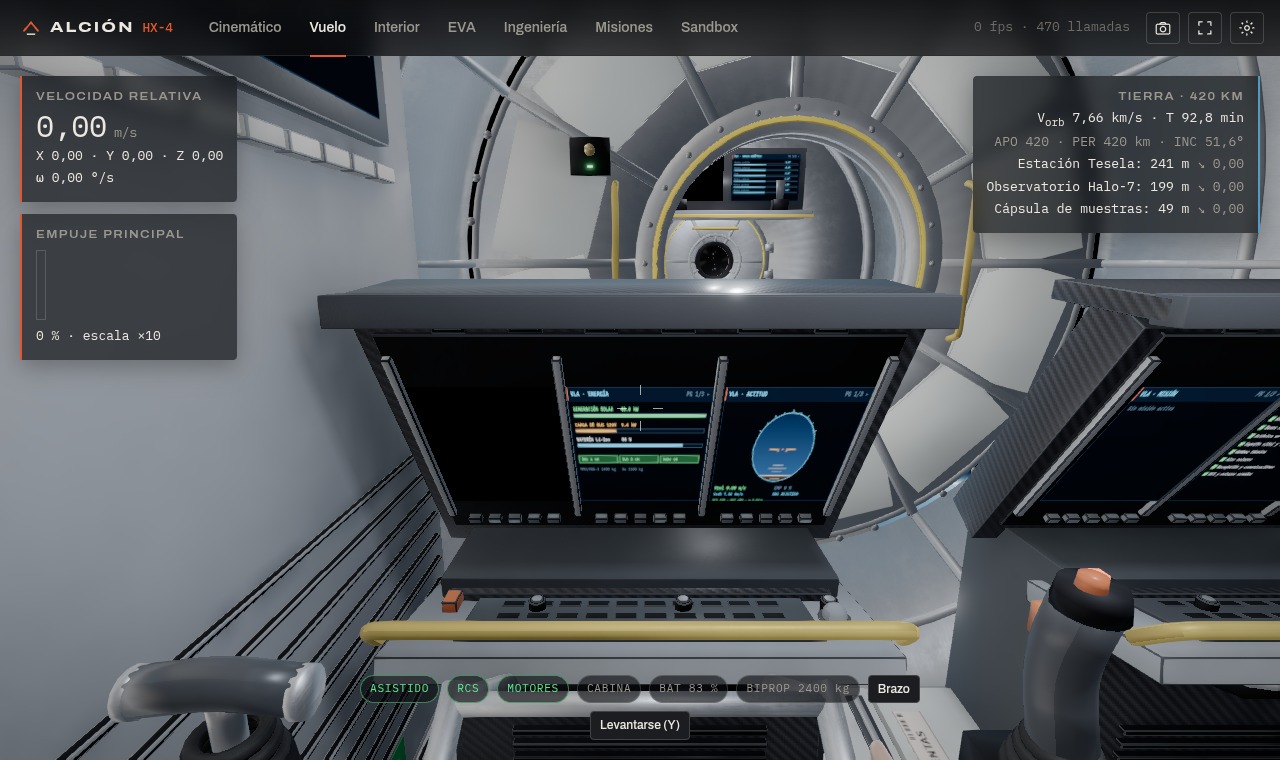 ALCIÓN HX-4
Cinemático Vuelo Interior EVA Ingeniería Misiones Sandbox
0 fps · 470 llamadas
VELOCIDAD RELATIVA
0,00 m/s
X 0,00 · Y 0,00 · Z 0,00
ω 0,00 °/s
EMPUJE PRINCIPAL
0 % · escala ×10
TIERRA · 420 KM
Vorb 7,66 km/s · T 92,8 min
APO 420 · PER 420 km · INC 51,6°
Estación Tesela: 241 m ↘ 0,00
Observatorio Halo-7: 199 m ↘ 0,00
Cápsula de muestras: 49 m ↘ 0,00
VLA · ENERGÍA
VLA · ACTITUD
ASISTIDO RCS MOTORES CABINA BAT 83 % BIPROP 2400 kg Brazo
Levantarse (Y)